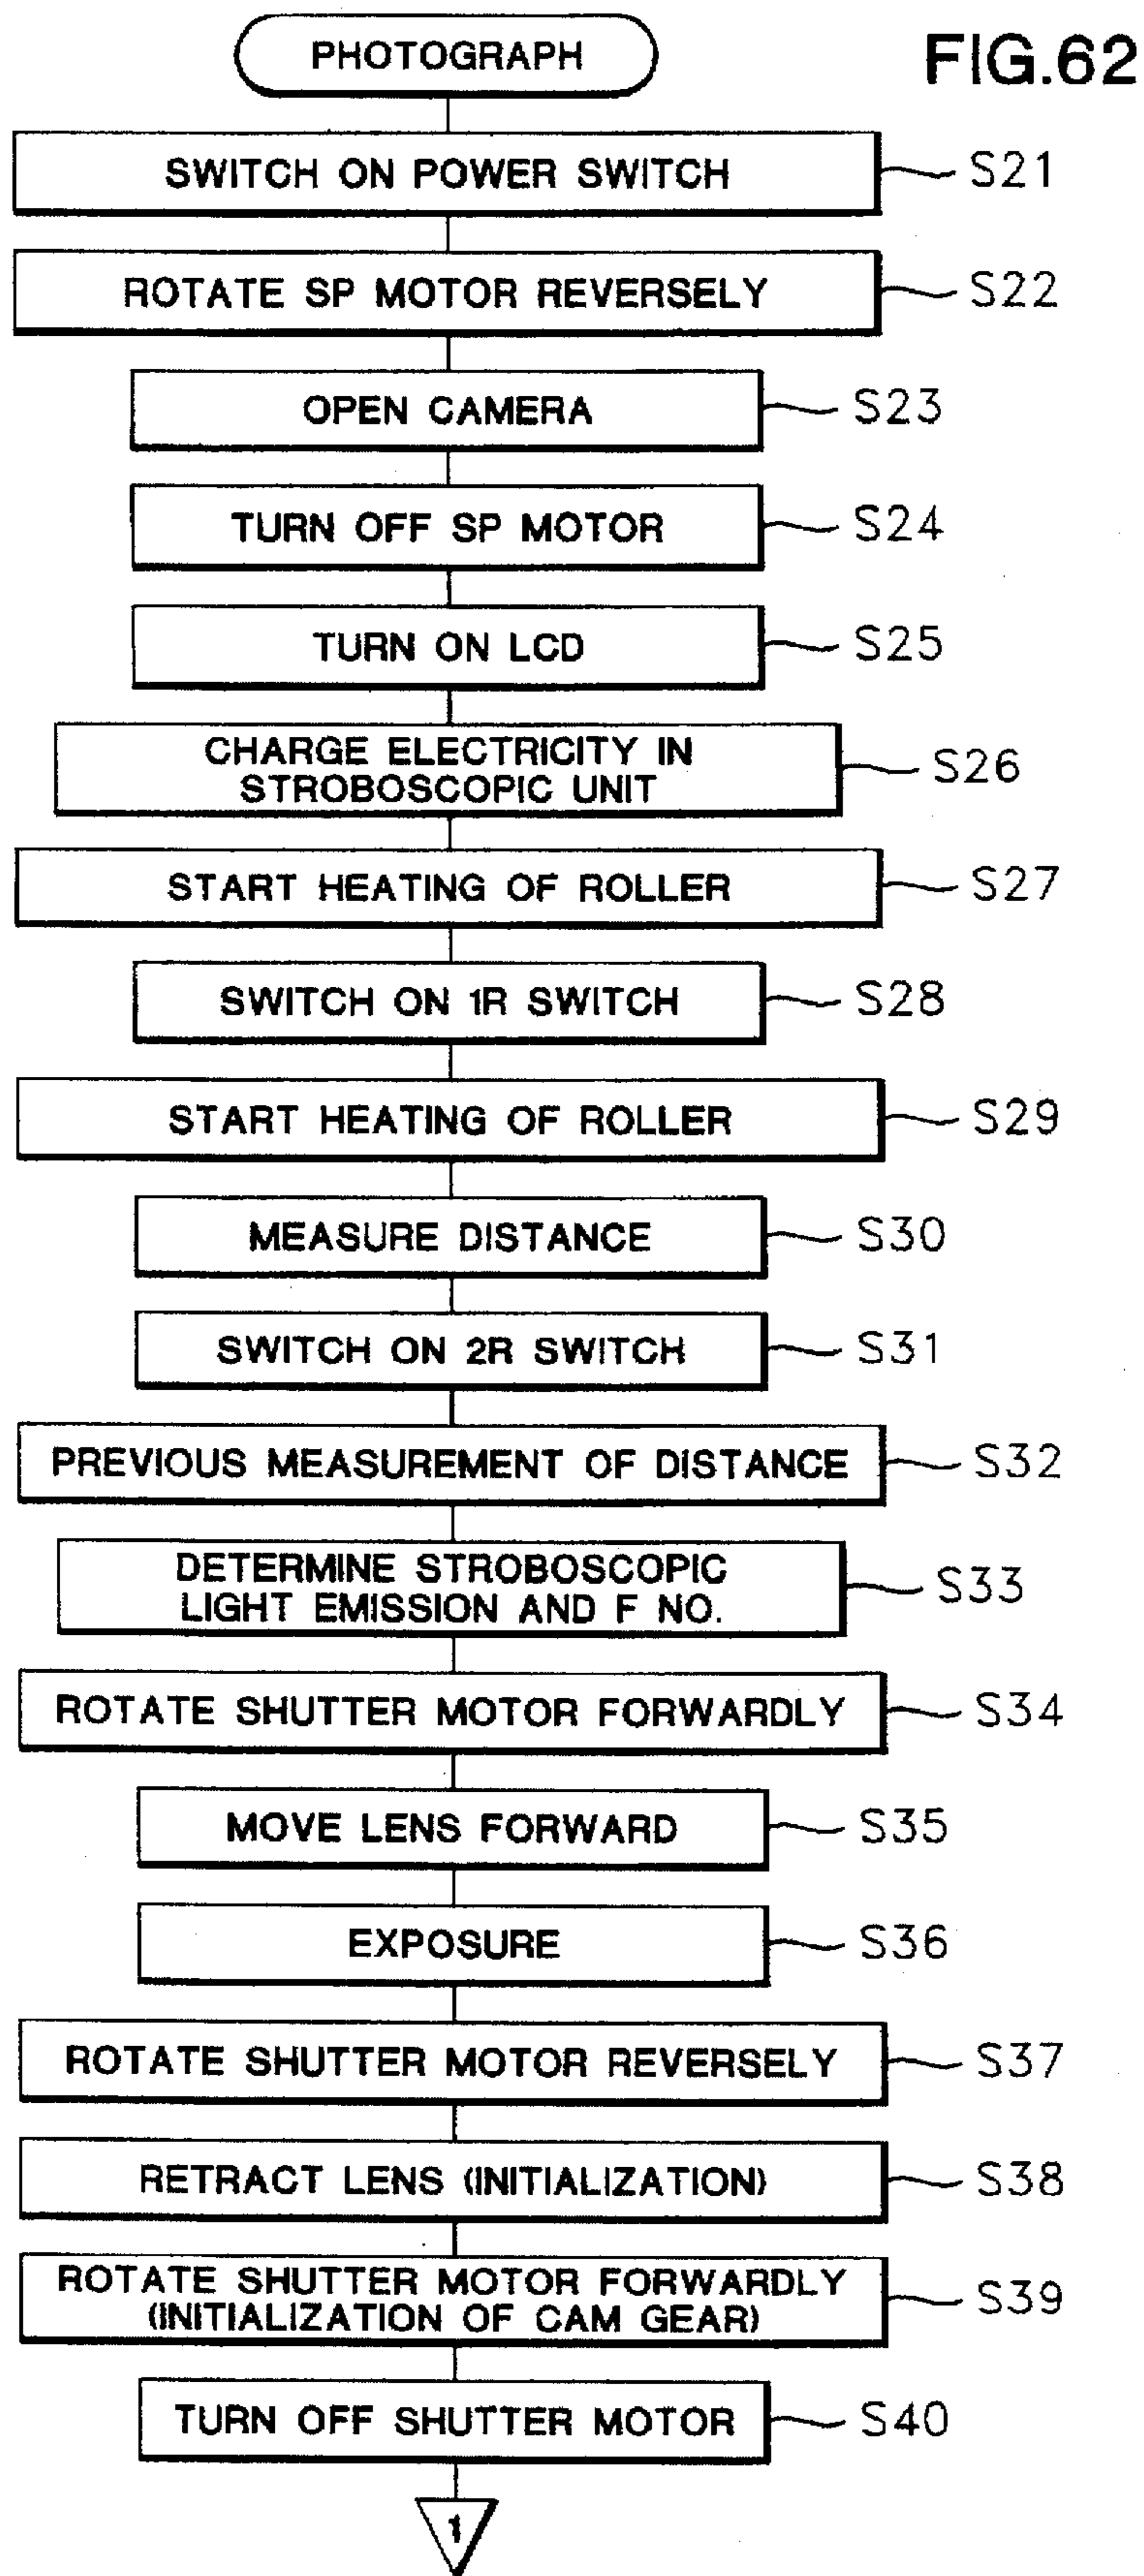 FIG.62
PHOTOGRAPH
SWITCH ON POWER SWITCH S21
ROTATE SP MOTOR REVERSELY S22
OPEN CAMERA S23
TURN OFF SP MOTOR S24
TURN ON LCD S25
CHARGE ELECTRICITY IN
STROBOSCOPIC UNIT S26
START HEATING OF ROLLER S27
SWITCH ON 1R SWITCH S28
START HEATING OF ROLLER S29
MEASURE DISTANCE S30
SWITCH ON 2R SWITCH S31
PREVIOUS MEASUREMENT OF DISTANCE S32
DETERMINE STROBOSCOPIC
LIGHT EMISSION AND F NO. S33
ROTATE SHUTTER MOTOR FORWARDLY S34
MOVE LENS FORWARD S35
EXPOSURE S36
ROTATE SHUTTER MOTOR REVERSELY S37
RETRACT LENS (INITIALIZATION) S38
ROTATE SHUTTER MOTOR FORWARDLY
(INITIALIZATION OF CAM GEAR) S39
TURN OFF SHUTTER MOTOR S40
1